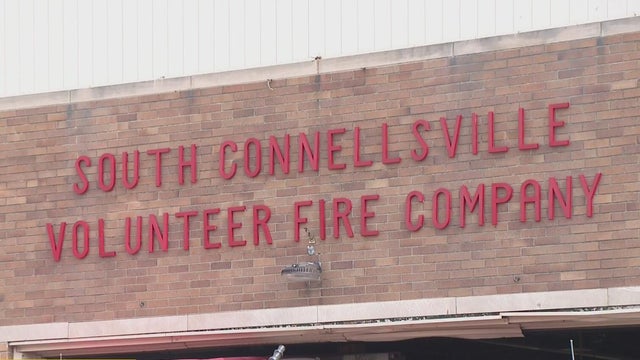 SOUTH CONNELLSVILLE
VOLUNTEER FIRE COMPANY